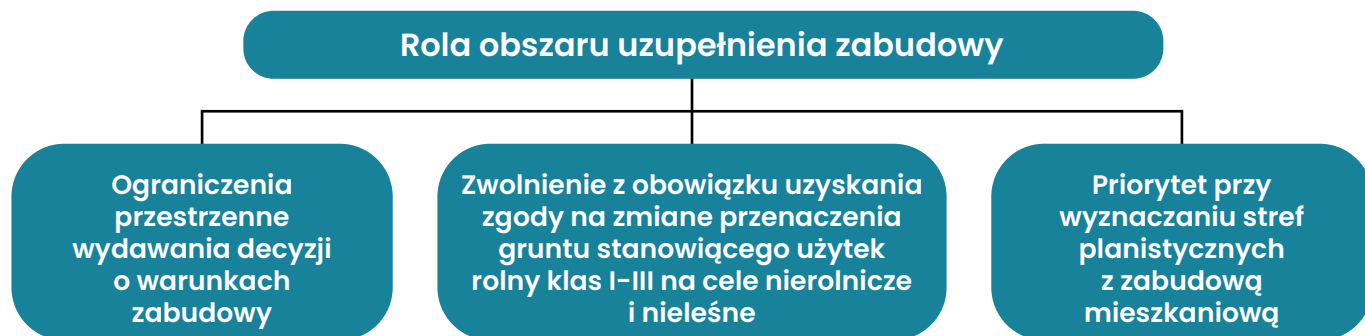 Rola obszaru uzupełnienia zabudowy
Ograniczenia
przestrzenne
wydawania decyzji
o warunkach
zabudowy
Zwolnienie z obowiązku uzyskania
zgody na zmiane przenaczenia
gruntu stanowiącego użytek
rolny klas I-III na cele nierolnicze
i nieleśne
Priorytet przy
wyznaczaniu stref
planistycznych
z zabudową
mieszkaniową